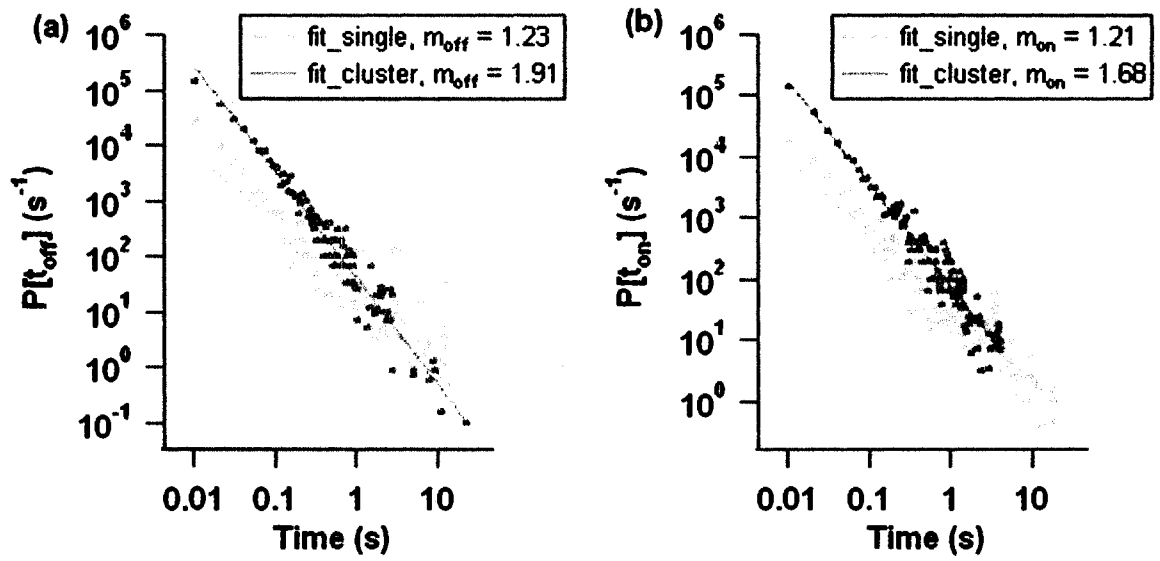 (a)
fit_single, m_off = 1.23
fit_cluster, m_off = 1.91
10^6
10^5
10^4
10^3
10^2
10^1
10^0
10^-1
P[t_off] (s^-1)
0.01 0.1 1 10
Time (s)
(b)
fit_single, m_on = 1.21
fit_cluster, m_on = 1.68
10^6
10^5
10^4
10^3
10^2
10^1
10^0
P[t_on] (s^-1)
0.01 0.1 1 10
Time (s)